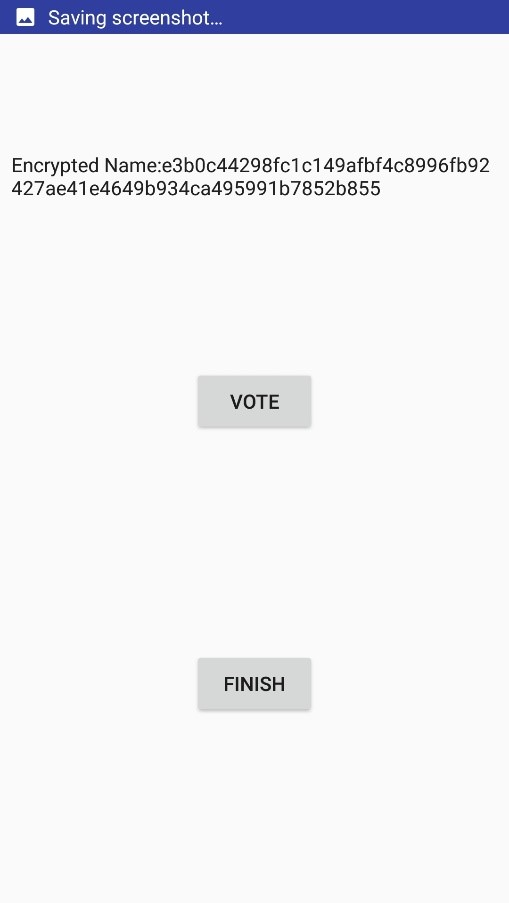 Saving screenshot...
Encrypted Name:e3b0c44298fc1c149afbf4c8996fb92
427ae41e4649b934ca495991b7852b855
VOTE
FINISH